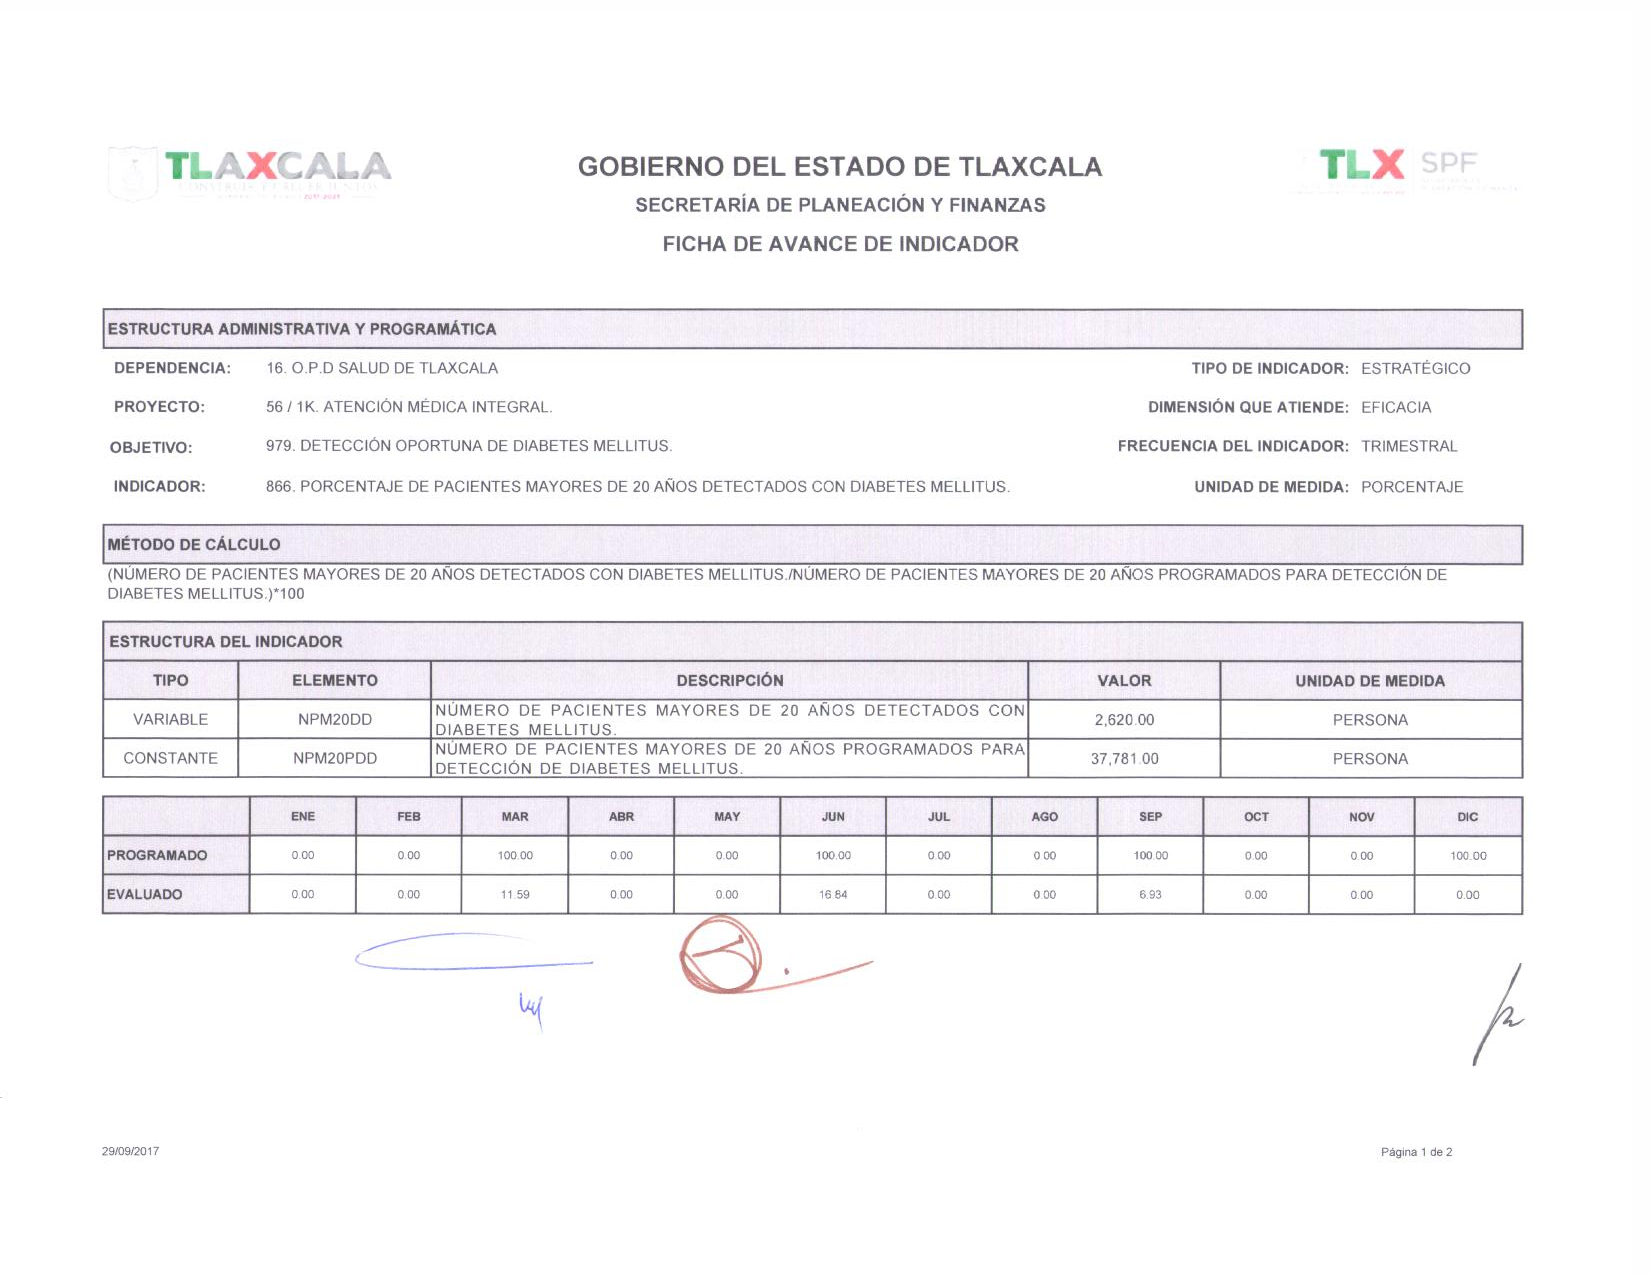 TLAXCALA
CONSTRUIR Y CRECER JUNTOS
2017-2021
GOBIERNO DEL ESTADO DE TLAXCALA
SECRETARÍA DE PLANEACIÓN Y FINANZAS
FICHA DE AVANCE DE INDICADOR
TLX SPF
ESTRUCTURA ADMINISTRATIVA Y PROGRAMÁTICA
DEPENDENCIA: 16. O.P.D SALUD DE TLAXCALA TIPO DE INDICADOR: ESTRATÉGICO
PROYECTO: 56 / 1K. ATENCIÓN MÉDICA INTEGRAL. DIMENSIÓN QUE ATIENDE: EFICACIA
OBJETIVO: 979. DETECCIÓN OPORTUNA DE DIABETES MELLITUS. FRECUENCIA DEL INDICADOR: TRIMESTRAL
INDICADOR: 866. PORCENTAJE DE PACIENTES MAYORES DE 20 AÑOS DETECTADOS CON DIABETES MELLITUS. UNIDAD DE MEDIDA: PORCENTAJE
MÉTODO DE CÁLCULO
(NÚMERO DE PACIENTES MAYORES DE 20 AÑOS DETECTADOS CON DIABETES MELLITUS./NÚMERO DE PACIENTES MAYORES DE 20 AÑOS PROGRAMADOS PARA DETECCIÓN DE
DIABETES MELLITUS.)*100
ESTRUCTURA DEL INDICADOR
TIPO ELEMENTO DESCRIPCIÓN VALOR UNIDAD DE MEDIDA
VARIABLE NPM20DD NÚMERO DE PACIENTES MAYORES DE 20 AÑOS DETECTADOS CON 2,620.00 PERSONA
DIABETES MELLITUS.
CONSTANTE NPM20PDD NÚMERO DE PACIENTES MAYORES DE 20 AÑOS PROGRAMADOS PARA 37,781.00 PERSONA
DETECCIÓN DE DIABETES MELLITUS.
ENE FEB MAR ABR MAY JUN JUL AGO SEP OCT NOV DIC
PROGRAMADO 0.00 0.00 100.00 0.00 0.00 100.00 0.00 0.00 100.00 0.00 0.00 100.00
EVALUADO 0.00 0.00 11.59 0.00 0.00 16.84 0.00 0.00 6.93 0.00 0.00 0.00
29/09/2017 Página 1 de 2